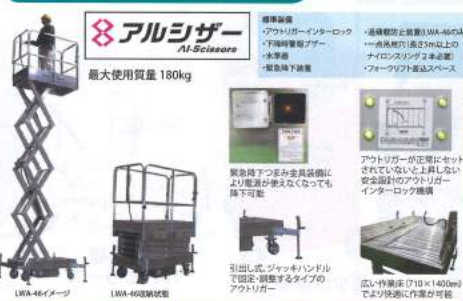 アルシザー
Al-Scissors
最大使用質量 180kg
LWA-46イメージ
LWA-46収納状態
標準装備
・アウトリガーインターロック
・下降時警報ブザー
・水準器
・緊急降下装置
・過積載防止装置(LWA-46のみ)
・一点吊用穴(長さ5m以上の
ナイロンスリング2本必要)
・フォークリフト差込スペース
緊急降下つまみ金具装備に
より電源が使えなくなっても
降下可能
アウトリガーが正常にセット
されていないと上昇しない
安全設計のアウトリガー
インターロック機構
引出し式、ジャッキハンドル
で固定・調整するタイプの
アウトリガー
広い作業床(710×1400mm)
でより快適に作業が可能